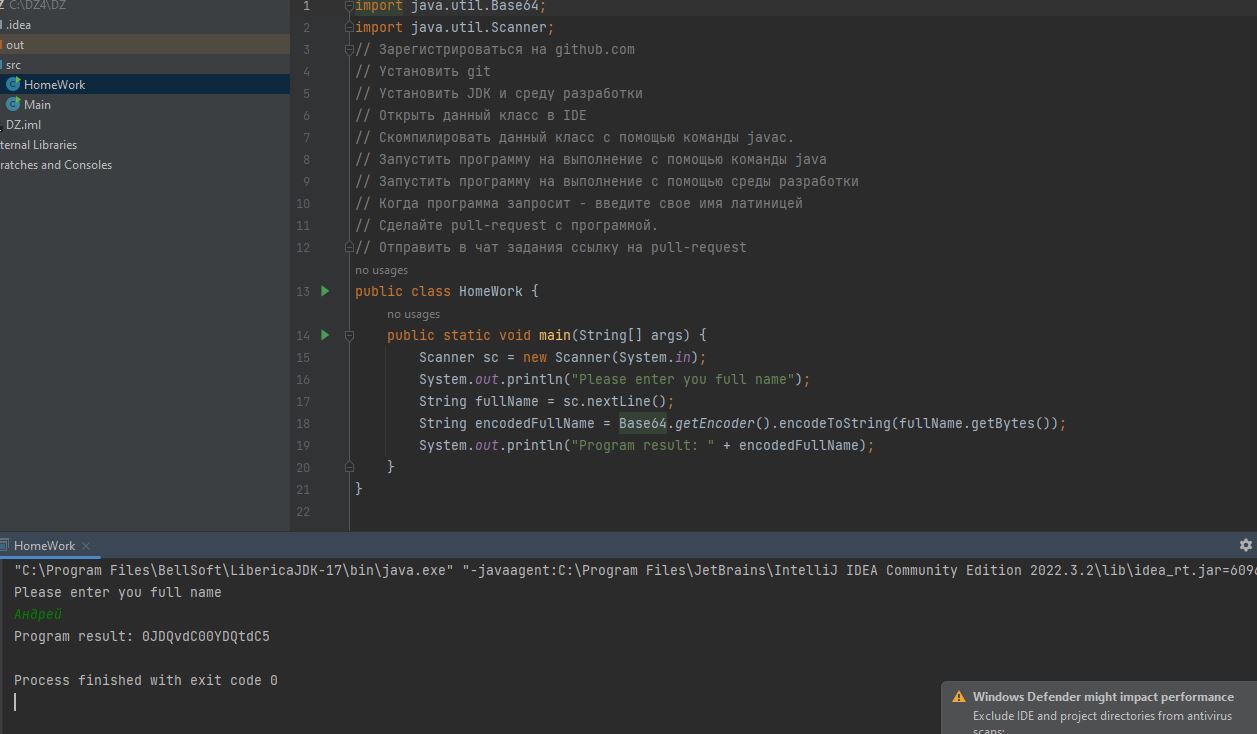 C:\DZ4\DZ
.idea
out
src
HomeWork
Main
DZ.iml
ternal Libraries
ratches and Consoles
1 import java.util.Base64;
2 import java.util.Scanner;
3 // Зарегистрироваться на github.com
4 // Установить git
5 // Установить JDK и среду разработки
6 // Открыть данный класс в IDE
7 // Скомпилировать данный класс с помощью команды javac.
8 // Запустить программу на выполнение с помощью команды java
9 // Запустить программу на выполнение с помощью среды разработки
10 // Когда программа запросит - введите свое имя латиницей
11 // Сделайте pull-request с программой.
12 // Отправить в чат задания ссылку на pull-request
no usages
13 public class HomeWork {
no usages
14 public static void main(String[] args) {
15 Scanner sc = new Scanner(System.in);
16 System.out.println("Please enter you full name");
17 String fullName = sc.nextLine();
18 String encodedFullName = Base64.getEncoder().encodeToString(fullName.getBytes());
19 System.out.println("Program result: " + encodedFullName);
20 }
21 }
22
HomeWork
"C:\Program Files\BellSoft\LibericaJDK-17\bin\java.exe" "-javaagent:C:\Program Files\JetBrains\IntelliJ IDEA Community Edition 2022.3.2\lib\idea_rt.jar=609
Please enter you full name
Андрей
Program result: 0JDQvdC00YDQtdC5
Process finished with exit code 0
Windows Defender might impact performance
Exclude IDE and project directories from antivirus
scans: